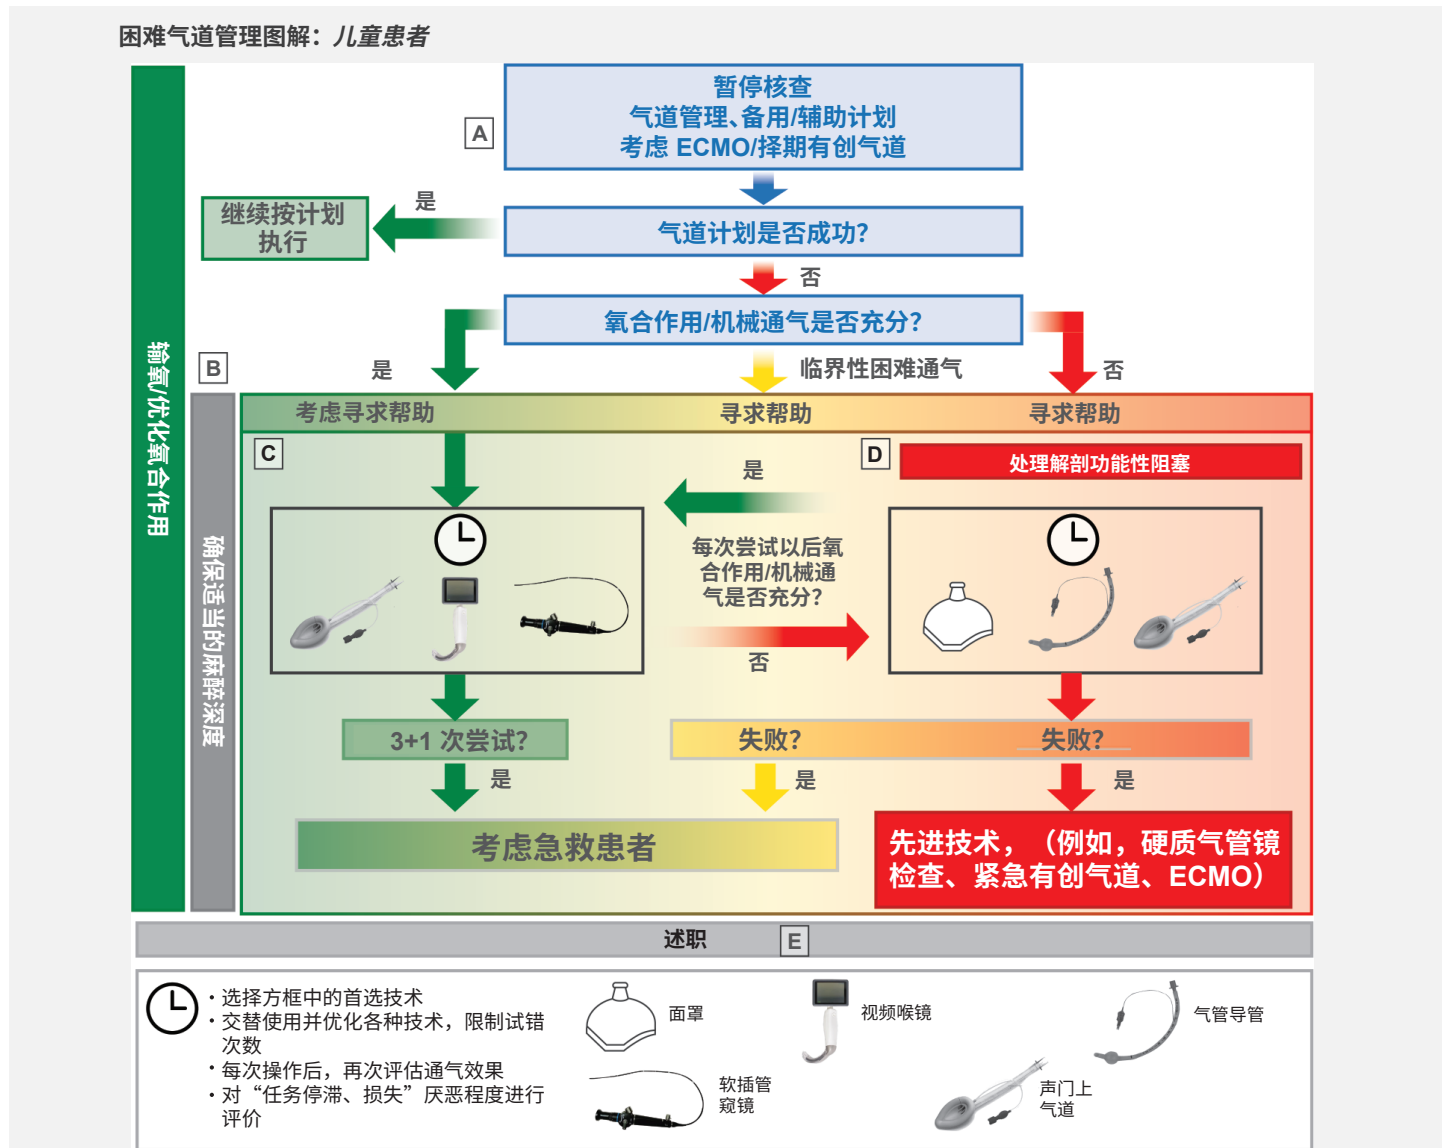 困难气道管理图解：儿童患者
暂停核查
气道管理、备用/辅助计划
考虑 ECMO/择期有创气道
A
是
继续按计划
执行
气道计划是否成功？
否
氧合作用/机械通气是否充分？
B
是
临界性困难通气
否
输氧/优化氧合作用
确保适当的麻醉深度
考虑寻求帮助
寻求帮助
寻求帮助
C
D
处理解剖功能性阻塞
是
每次尝试以后氧
合作用/机械通
气是否充分？
否
3+1 次尝试？
失败？
失败？
是
是
是
考虑急救患者
先进技术，（例如，硬质气管镜
检查、紧急有创气道、ECMO）
述职
E
・选择方框中的首选技术
・交替使用并优化各种技术，限制试错
次数
・每次操作后，再次评估通气效果
・对“任务停滞、损失”厌恶程度进行
评价
面罩
视频喉镜
气管导管
软插管
窥镜
声门上
气道